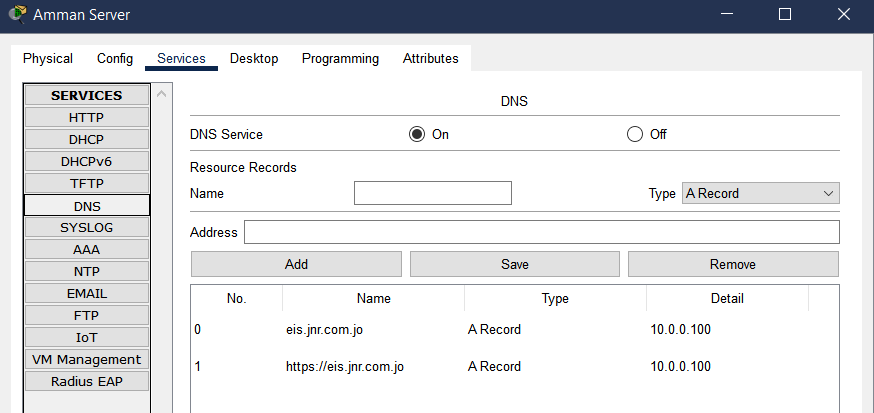 Amman Server
Physical Config Services Desktop Programming Attributes
SERVICES
HTTP
DHCP
DHCPv6
TFTP
DNS
SYSLOG
AAA
NTP
EMAIL
FTP
IoT
VM Management
Radius EAP
DNS
DNS Service On Off
Resource Records
Name Type A Record
Address
Add Save Remove
No. Name Type Detail
0 eis.jnr.com.jo A Record 10.0.0.100
1 https://eis.jnr.com.jo A Record 10.0.0.100